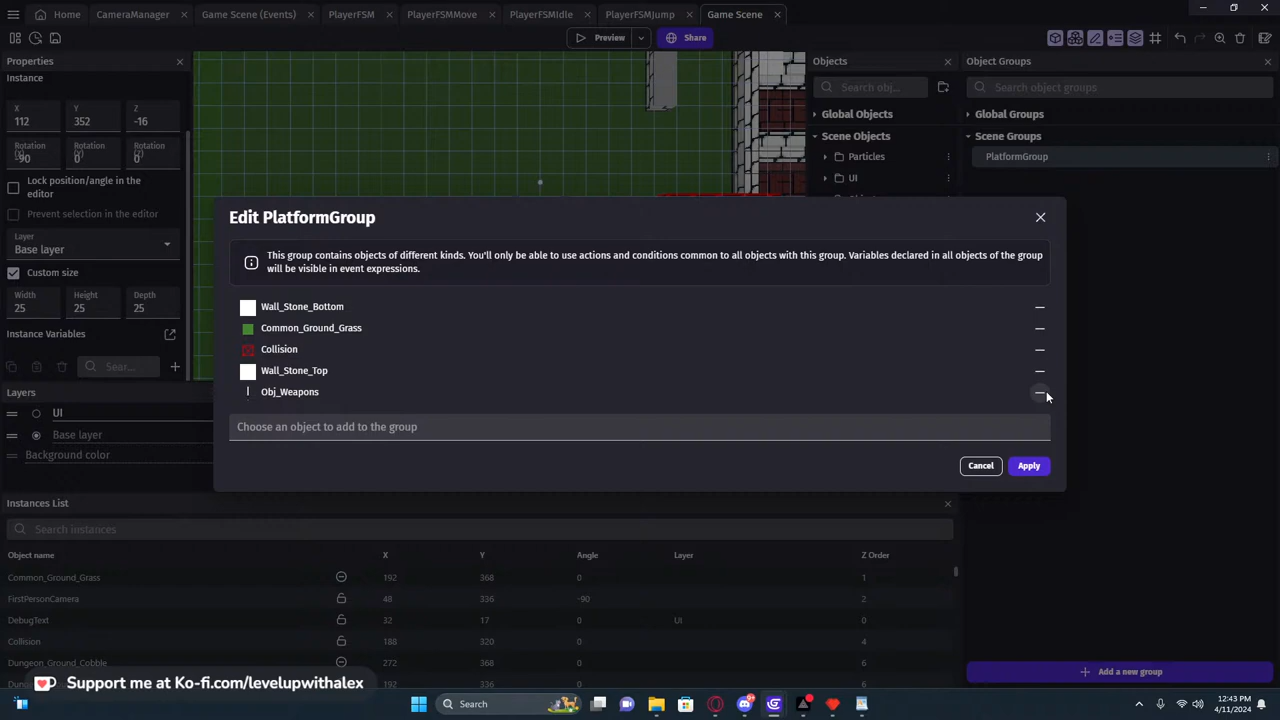 Home
CameraManager
Game Scene (Events)
PlayerFSM
PlayerFSMMove
PlayerFSMIdle
PlayerFSMJump
Game Scene
Preview
Share
Properties
Instance
X
112
Y
352
Z
-16
Rotation
-90
Rotation
0
Rotation
0
Lock position/angle in the
editor
Prevent selection in the editor
Layer
Base layer
Custom size
Width
25
Height
25
Depth
25
Instance Variables
Sear...
Layers
UI
Base layer
Background color
Objects
Search obj...
Global Objects
Scene Objects
Particles
UI
Object Groups
Search object groups
Global Groups
Scene Groups
PlatformGroup
Add a new group
Edit PlatformGroup
This group contains objects of different kinds. You'll only be able to use actions and conditions common to all objects with this group. Variables declared in all objects of the group
will be visible in event expressions.
Wall_Stone_Bottom
Common_Ground_Grass
Collision
Wall_Stone_Top
Obj_Weapons
Choose an object to add to the group
Cancel
Apply
Instances List
Search instances
Object name X Y Angle Layer Z Order
Common_Ground_Grass 192 368 0 1
FirstPersonCamera 48 336 -90 2
DebugText 32 17 0 UI 0
Collision 188 320 0 4
Dungeon_Ground_Cobble 272 368 0 6
368 0 6
Support me at Ko-fi.com/levelupwithalex
Search
12:43 PM
4/11/2024